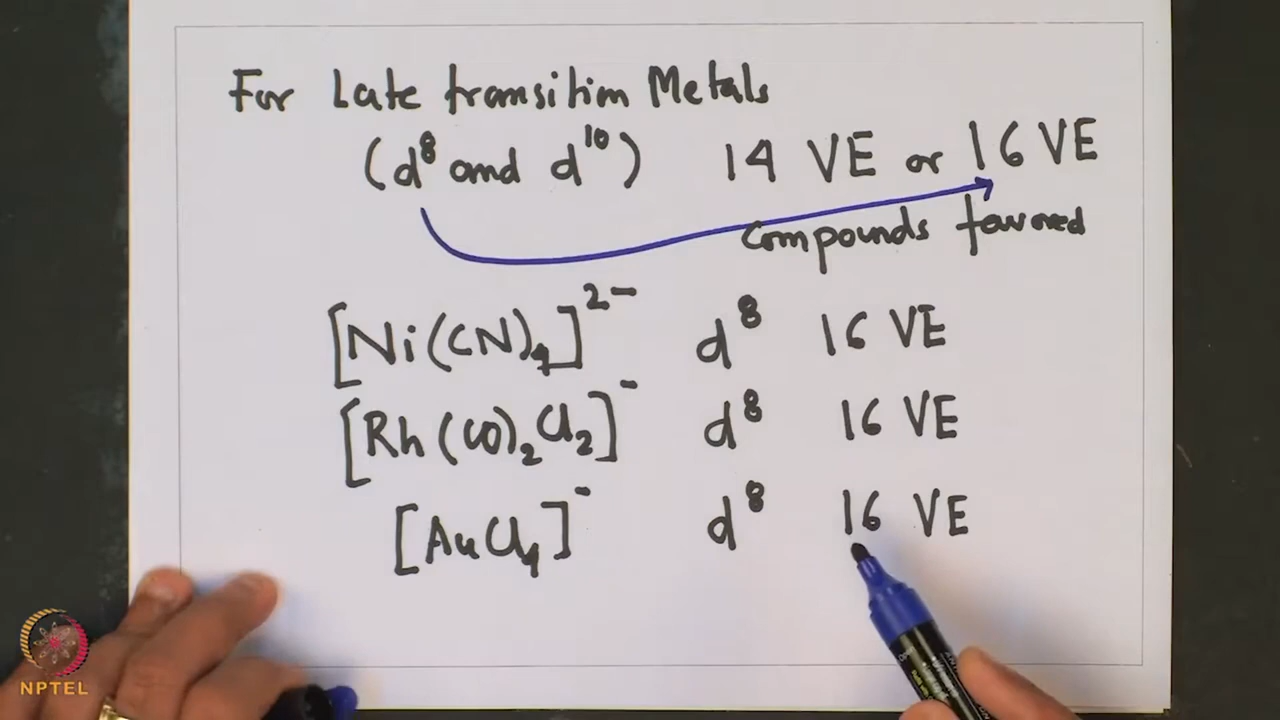 For Late transition Metals
(d⁸ and d¹⁰) 14 VE or 16 VE
Compounds favored
[Ni(CN)₄]²⁻ d⁸ 16 VE
[Rh(CO)₂Cl₂]⁻ d⁸ 16 VE
[AuCl₄]⁻ d⁸ 16 VE
NPTEL